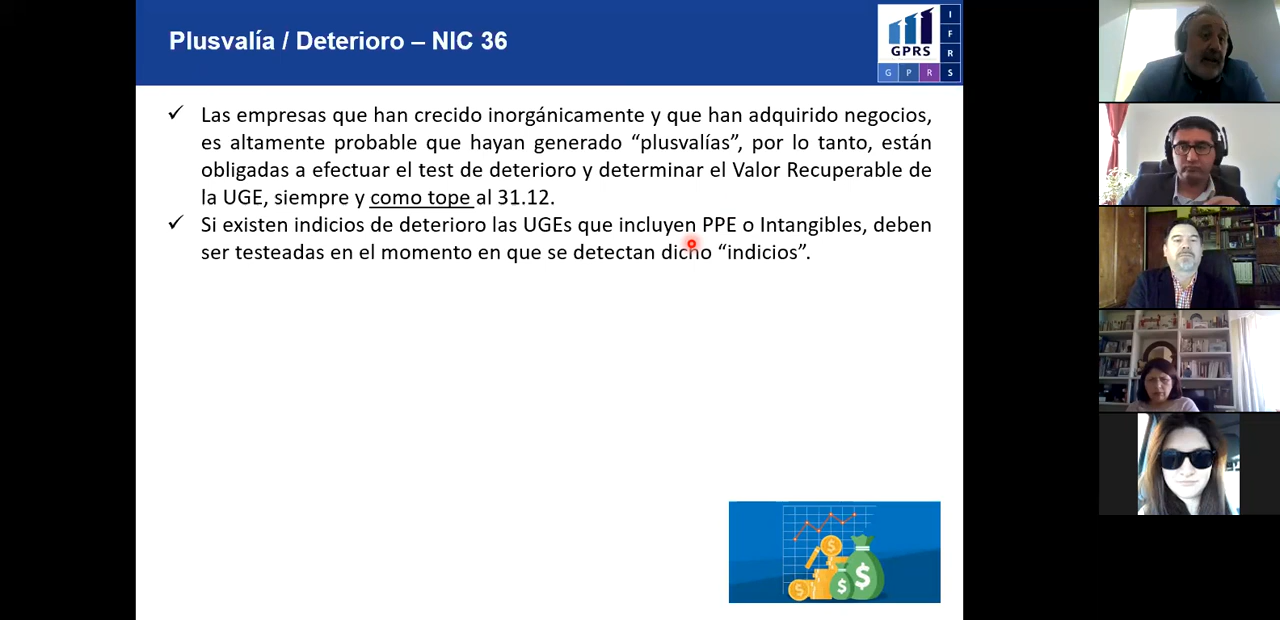 Plusvalía / Deterioro – NIC 36
GPRS
I
F
R
G P R S
✓ Las empresas que han crecido inorgánicamente y que han adquirido negocios,
es altamente probable que hayan generado “plusvalías”, por lo tanto, están
obligadas a efectuar el test de deterioro y determinar el Valor Recuperable de
la UGE, siempre y como tope al 31.12.
✓ Si existen indicios de deterioro las UGEs que incluyen PPE o Intangibles, deben
ser testeadas en el momento en que se detectan dicho “indicios”.
$
$
$ $